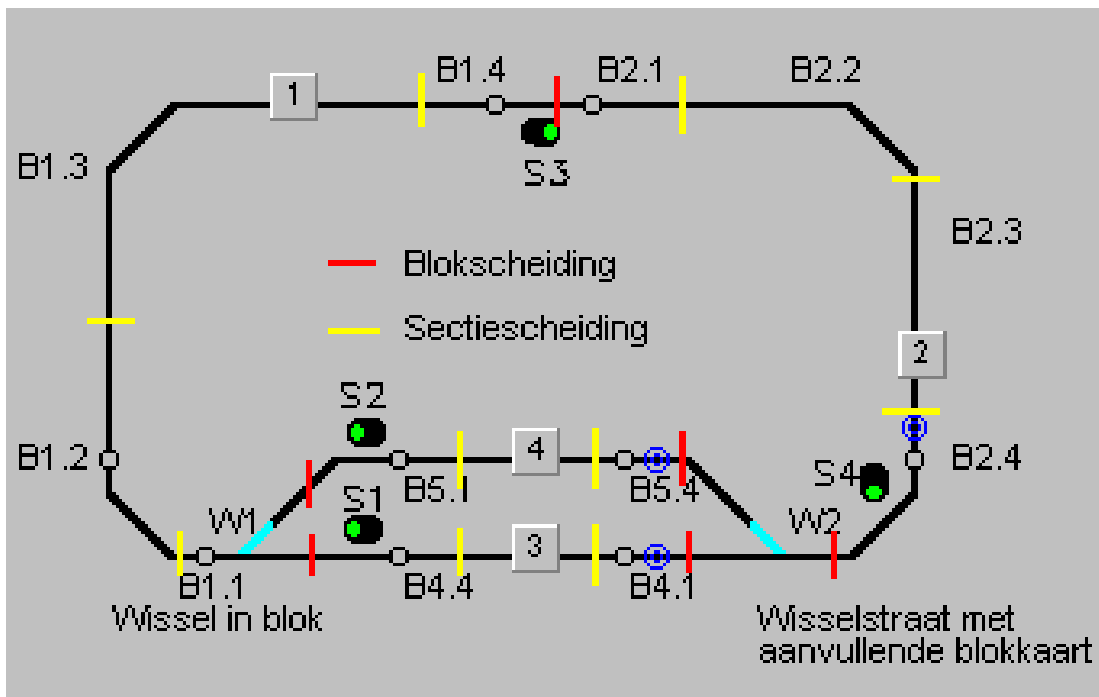 B1.4
B2.1
B2.2
1
S3
B1.3
B2.3
Blokscheiding
Sectiescheiding
2
S2
4
B1.2
B5.1
B5.4
S4
B2.4
W1
S1
W2
3
B1.1
B4.4
B4.1
Wissel in blok
Wisselstraat met
aanvullende blokkaart